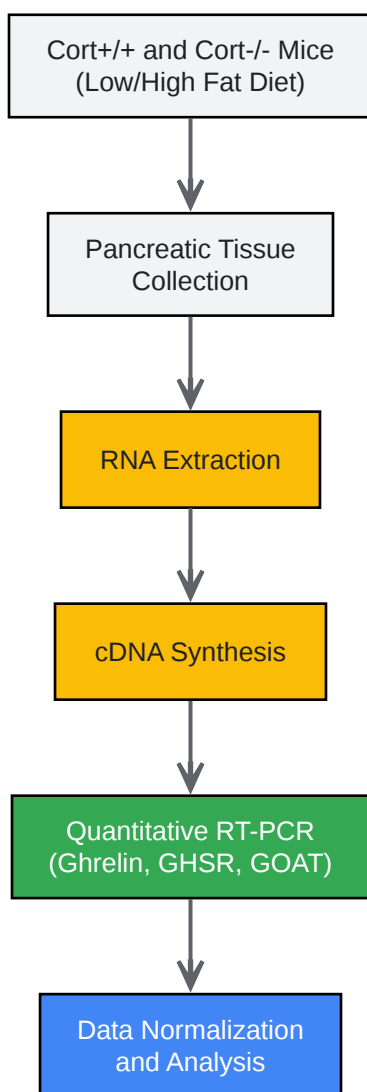 Cort+/+ and Cort-/- Mice
(Low/High Fat Diet)
Pancreatic Tissue
Collection
RNA Extraction
cDNA Synthesis
Quantitative RT-PCR
(Ghrelin, GHSR, GOAT)
Data Normalization
and Analysis